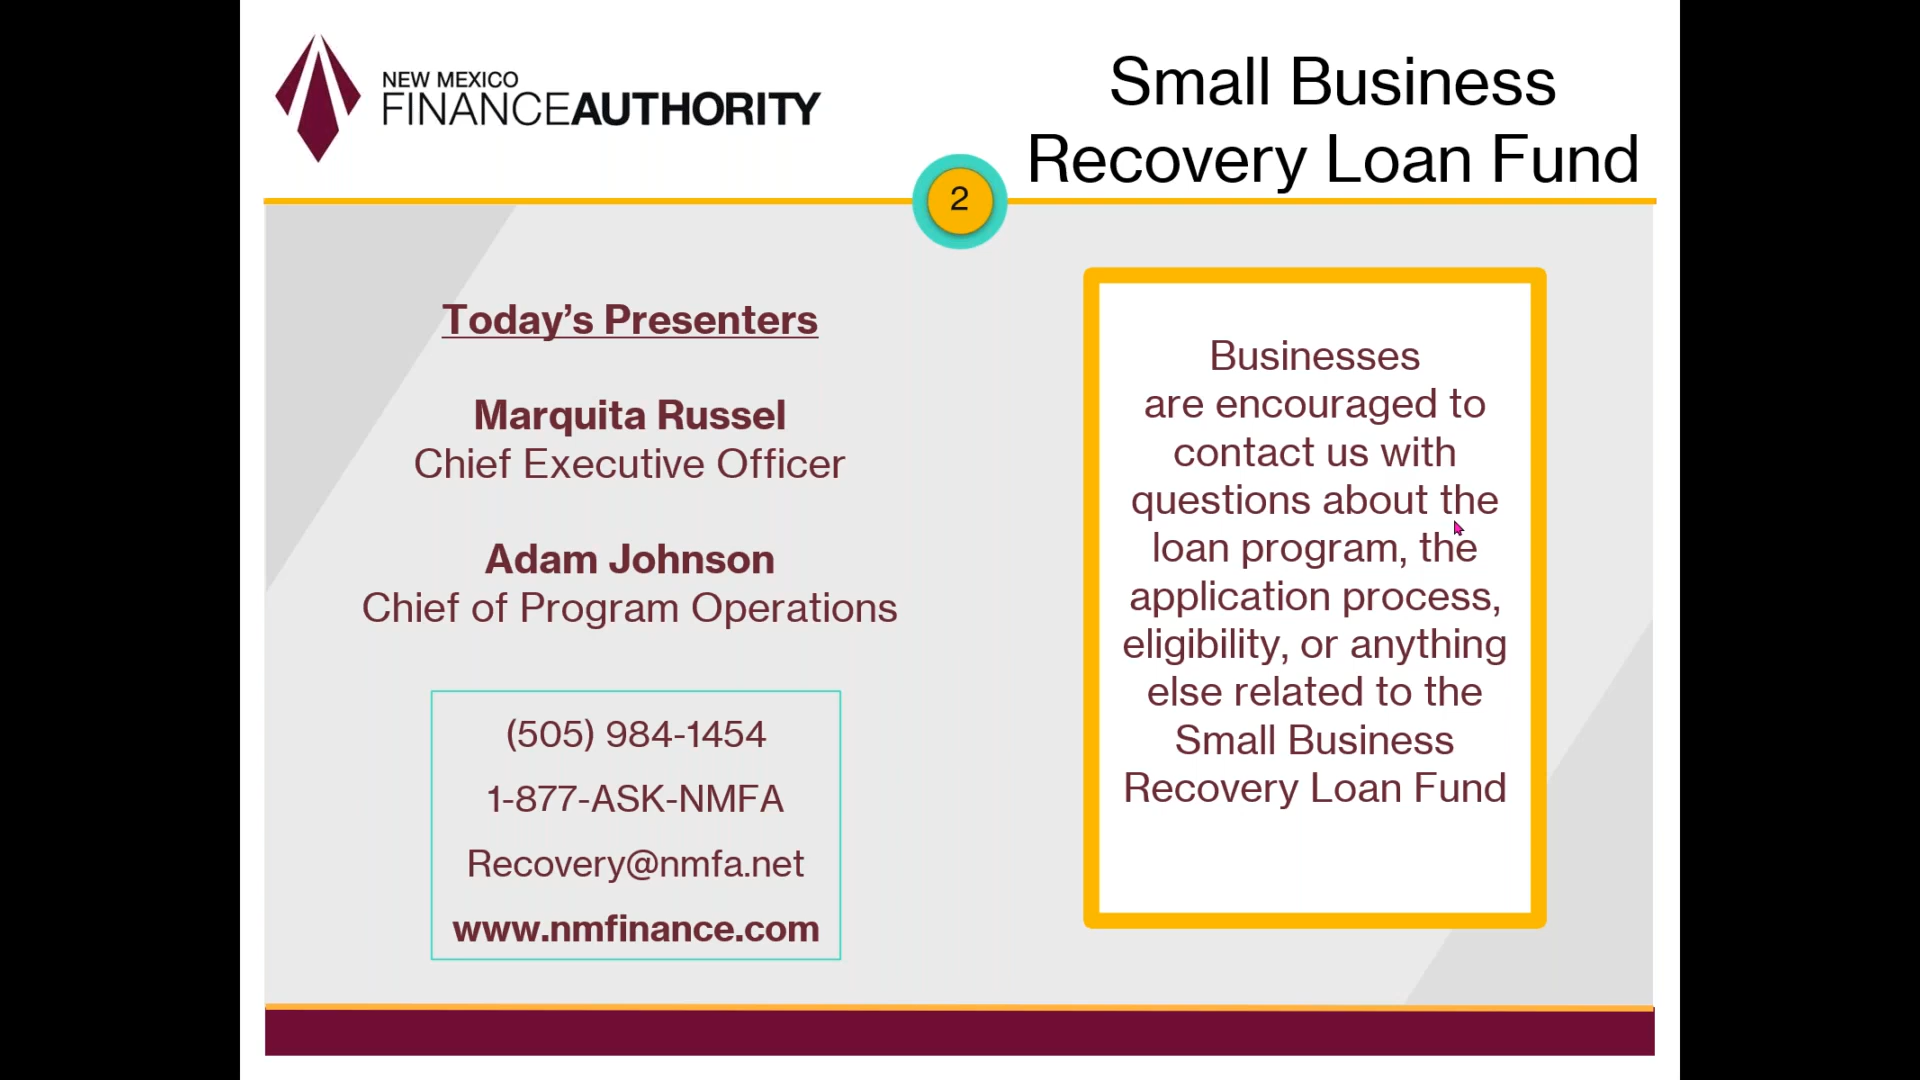 NEW MEXICO
FINANCEAUTHORITY
Small Business
Recovery Loan Fund
2
Today’s Presenters
Marquita Russel
Chief Executive Officer
Adam Johnson
Chief of Program Operations
(505) 984-1454
1-877-ASK-NMFA
Recovery@nmfa.net
www.nmfinance.com
Businesses
are encouraged to
contact us with
questions about the
loan program, the
application process,
eligibility, or anything
else related to the
Small Business
Recovery Loan Fund